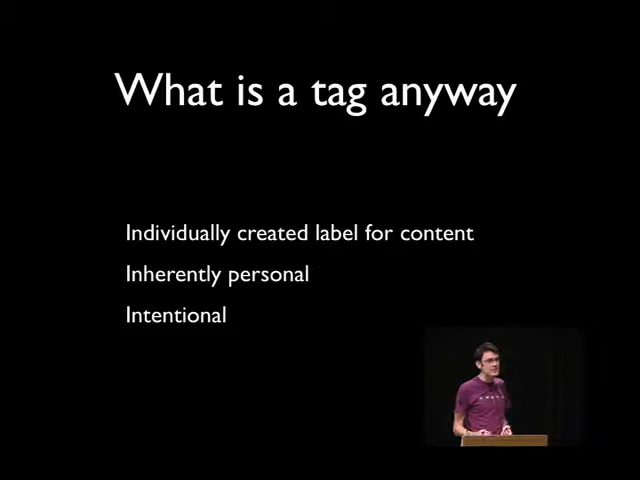 What is a tag anyway
Individually created label for content
Inherently personal
Intentional